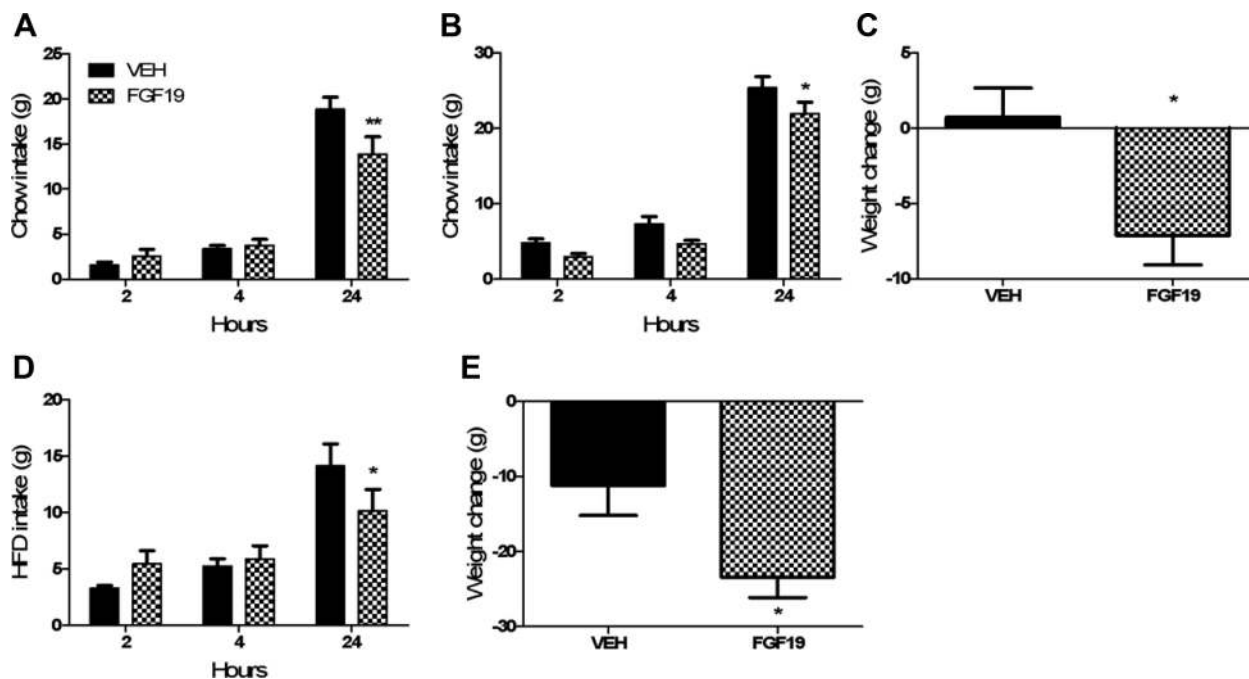 A
Chow intake (g)
25
20
15
10
5
0
VEH
FGF19
**
2
4
24
Hours
B
Chow intake (g)
30
20
10
0
*
2
4
24
Hours
C
Weight change (g)
5
0
-5
-10
*
VEH
FGF19
D
HFD intake (g)
20
15
10
5
0
*
2
4
24
Hours
E
Weight change (g)
0
-10
-20
-30
*
VEH
FGF19